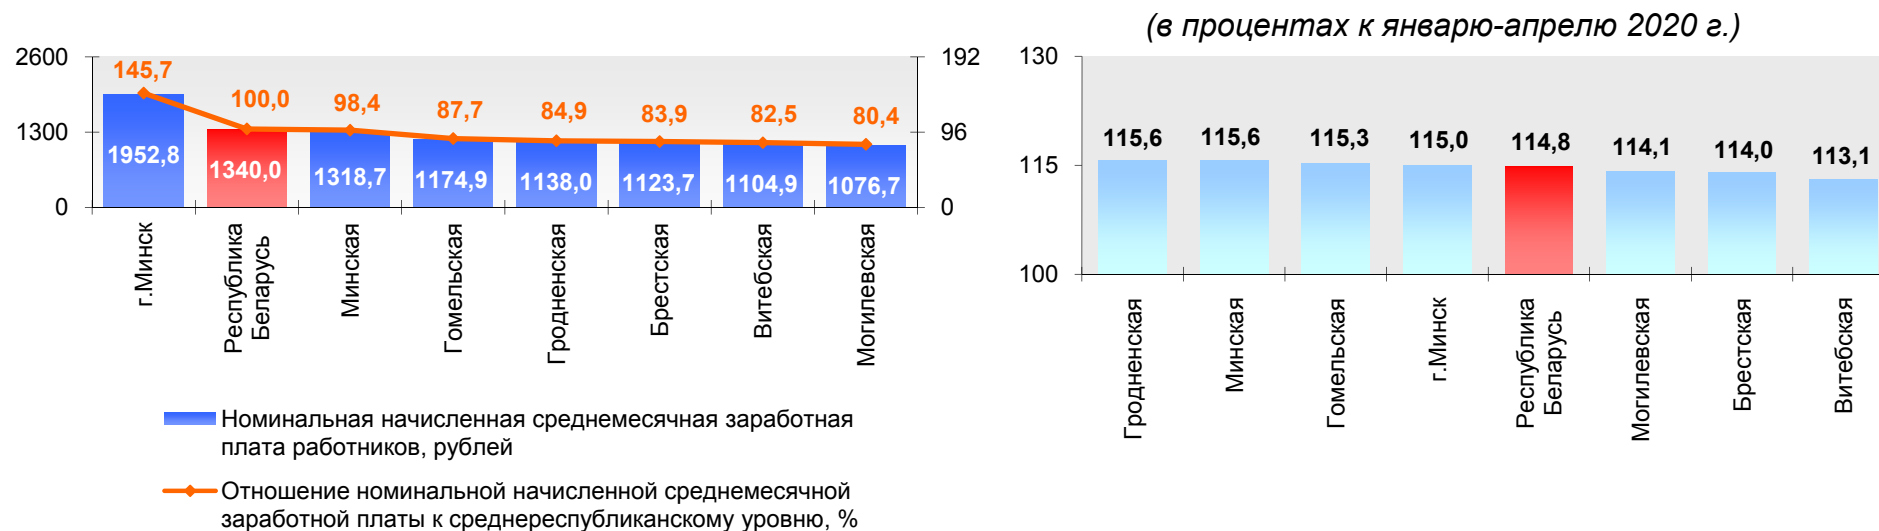 2600
1300
0
192
96
0
145,7
100,0
98,4
87,7
84,9
83,9
82,5
80,4
1952,8
1340,0
1318,7
1174,9
1138,0
1123,7
1104,9
1076,7
г.Минск
Республика
Беларусь
Минская
Гомельская
Гродненская
Брестская
Витебская
Могилевская
Номинальная начисленная среднемесячная заработная
плата работников, рублей
Отношение номинальной начисленной среднемесячной
заработной платы к среднереспубликанскому уровню, %
(в процентах к январю-апрелю 2020 г.)
130
115
100
115,6
115,6
115,3
115,0
114,8
114,1
114,0
113,1
Гродненская
Минская
Гомельская
г.Минск
Республика
Беларусь
Могилевская
Брестская
Витебская